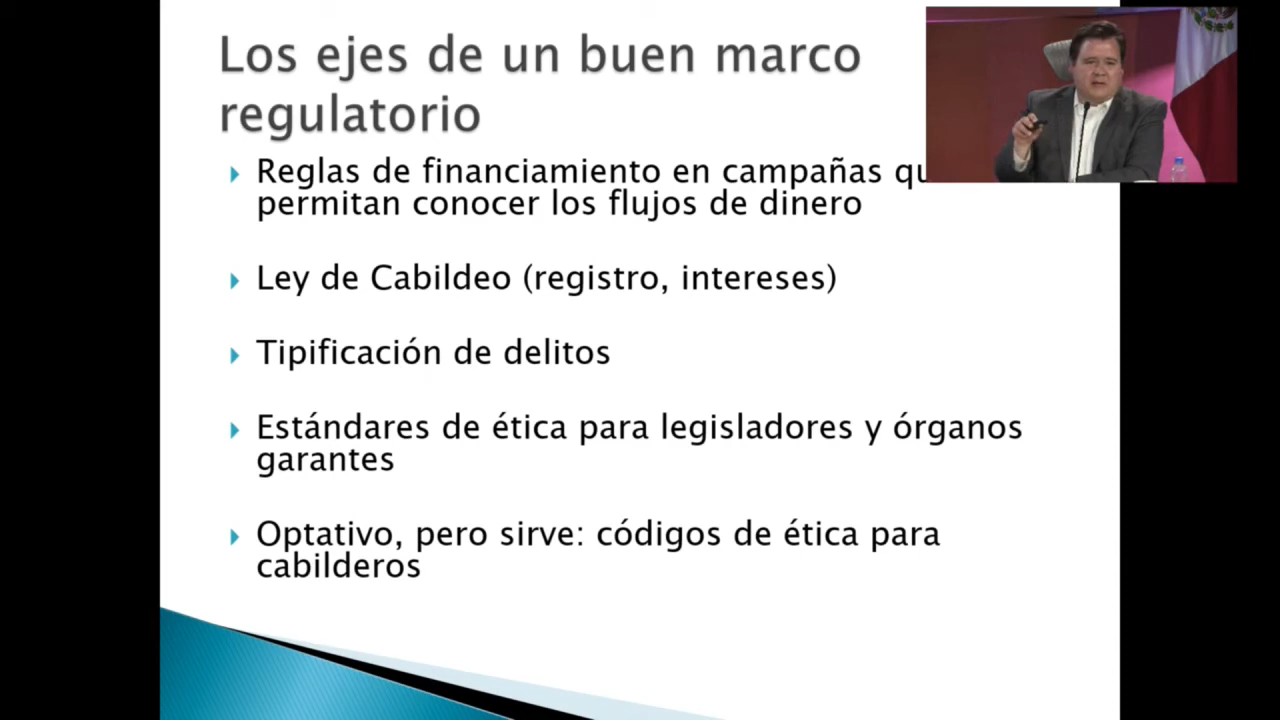 Los ejes de un buen marco
regulatorio
Reglas de financiamiento en campañas
permitan conocer los flujos de dinero
Ley de Cabildeo (registro, intereses)
Tipificación de delitos
Estándares de ética para legisladores y órganos
garantes
Optativo, pero sirve: códigos de ética para
cabilderos